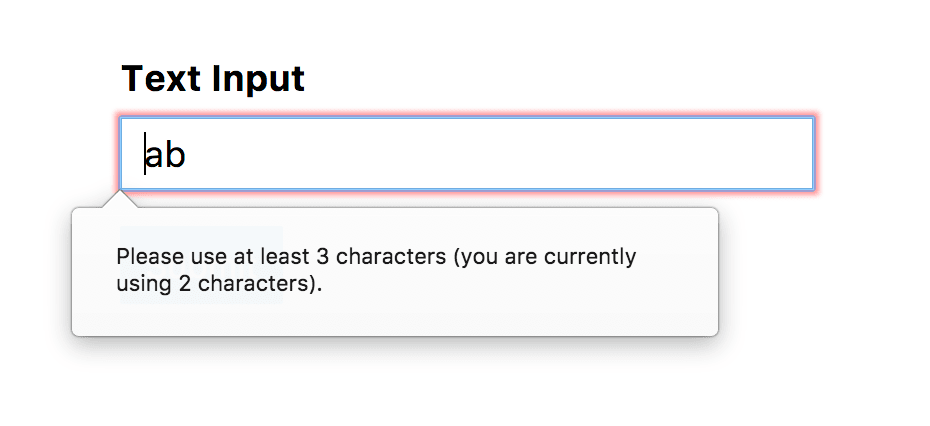 Text Input
ab
Please use at least 3 characters (you are currently
using 2 characters).